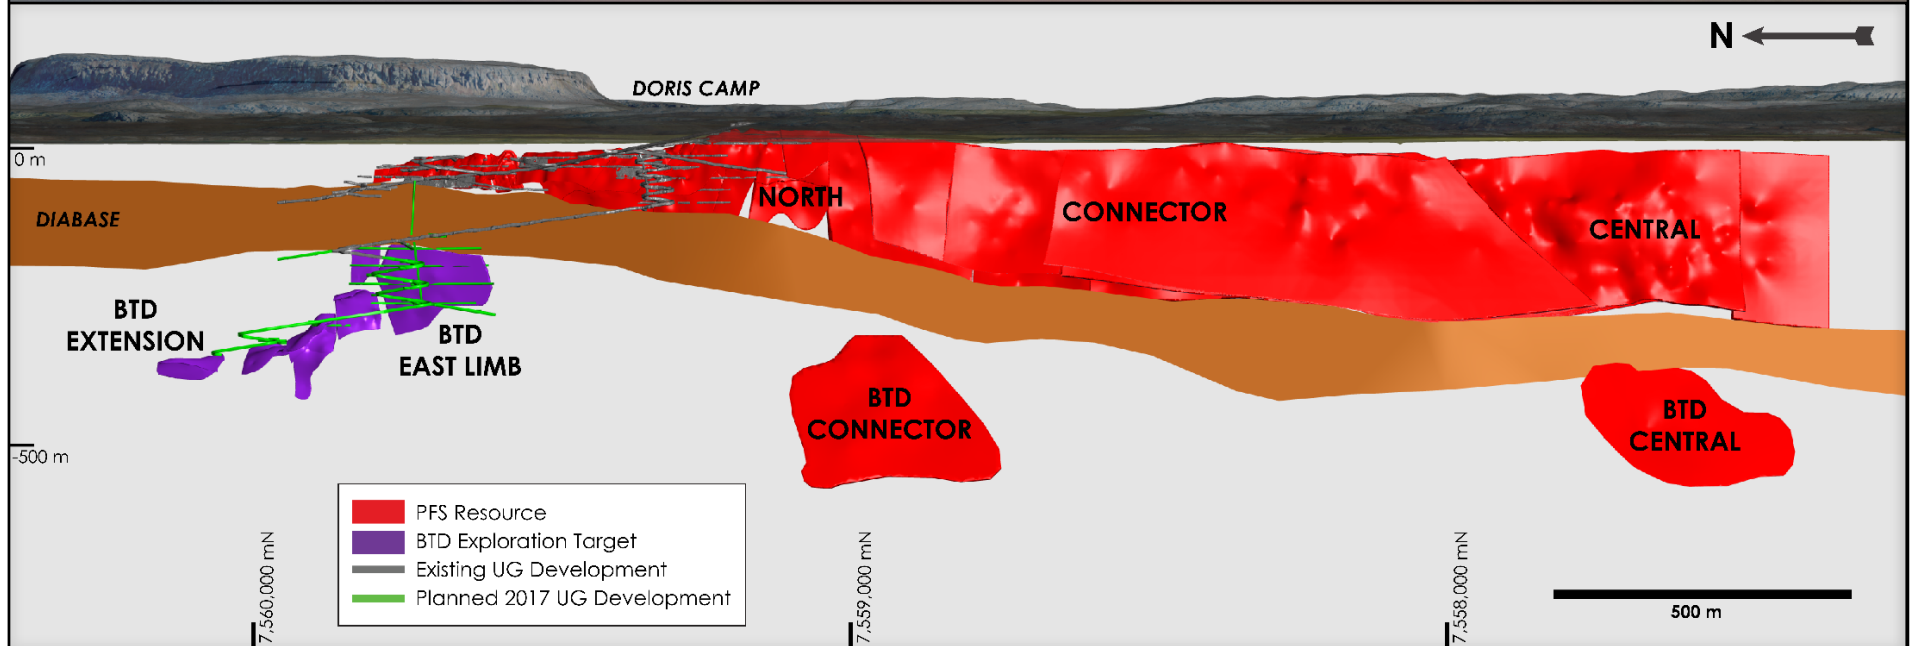 N
DORIS CAMP
0 m
DIABASE
NORTH
CONNECTOR
CENTRAL
BTD
EXTENSION
BTD
EAST LIMB
BTD
CONNECTOR
BTD
CENTRAL
-500 m
PFS Resource
BTD Exploration Target
Existing UG Development
Planned 2017 UG Development
7,560,000 mN
7,559,000 mN
7,558,000 mN
500 m